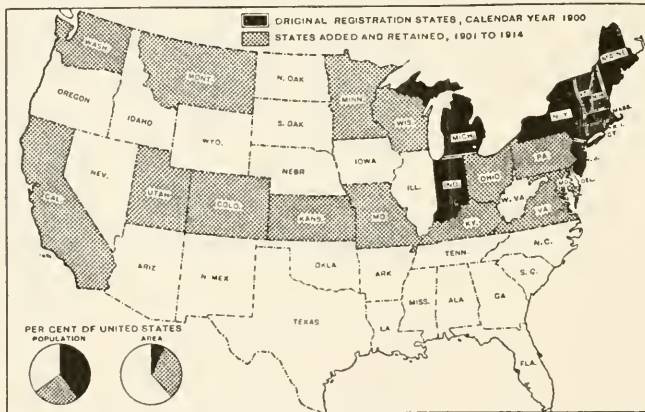 ORIGINAL REGISTRATION STATES, CALENDAR YEAR 1900
STATES ADDED AND RETAINED, 1901 TO 1914
WASH.
MONT.
N. DAK
MINN.
MAINE
OREGON
IDAHO
S. DAK
WIS.
MICH.
N.Y.
MASS.
R.I.
CT
WYO.
IOWA
PA.
N.J.
NEBR
NEV.
UTAH
COLO.
ILL.
IND.
OHIO
DEL.
W. VA
VA.
CAL.
KANS.
MO.
KY.
N.C.
TENN.
ARIZ
N. MEX
OKLA
ARK
S.C.
MISS.
ALA
GA
TEXAS
LA
FLA.
PER CENT OF UNITED STATES
POPULATION
AREA